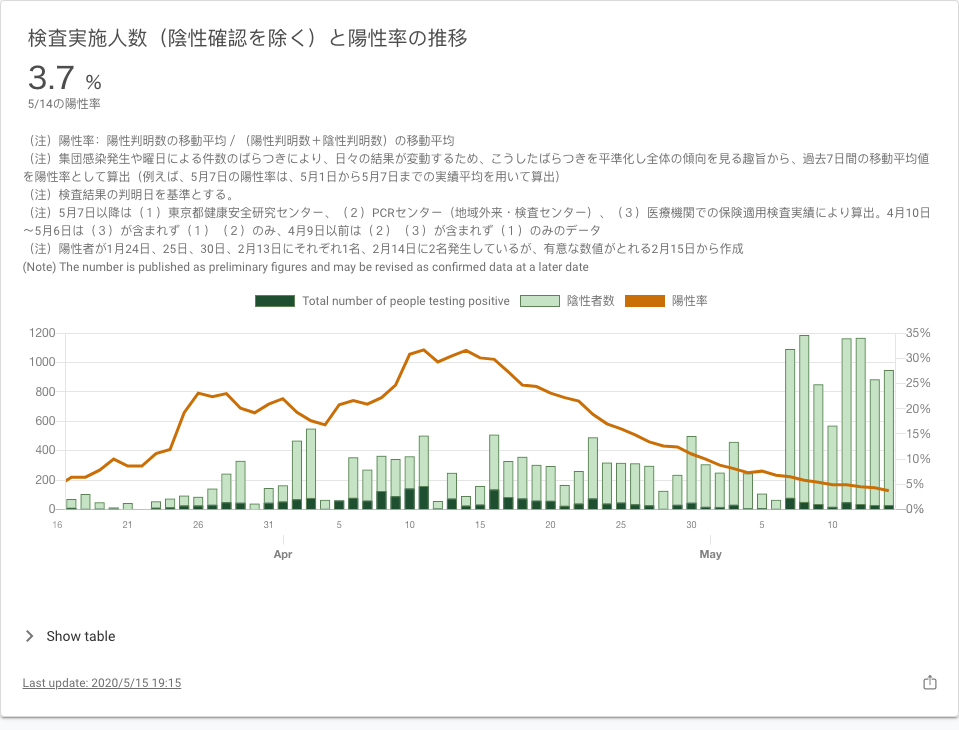 検査実施人数（陰性確認を除く）と陽性率の推移
3.7 %
5/14の陽性率
（注）陽性率：陽性判明数の移動平均 / （陽性判明数＋陰性判明数）の移動平均
（注）集団感染発生や曜日による件数のばらつきにより、日々の結果が変動するため、こうしたばらつきを平準化し全体の傾向を見る趣旨から、過去7日間の移動平均値
を陽性率として算出（例えば、5月7日の陽性率は、5月1日から5月7日までの実績平均を用いて算出）
（注）検査結果の判明日を基準とする。
（注）5月7日以降は（１）東京都健康安全研究センター、（２）PCRセンター（地域外来・検査センター）、（３）医療機関での保険適用検査実績により算出。4月10日
～5月6日は（３）が含まれず（１）（２）のみ、4月9日以前は（２）（３）が含まれず（１）のみのデータ
（注）陽性者が1月24日、25日、30日、2月13日にそれぞれ1名、2月14日に2名発生しているが、有意な数値がとれる2月15日から作成
(Note) The number is published as preliminary figures and may be revised as confirmed data at a later date
Total number of people testing positive 陰性者数 陽性率
1200 35%
1000 30%
800 25%
600 20%
400 15%
200 10%
0 5%
0%
16 21 26 31 5 10 15 20 25 30 5 10
Apr May
Show table
Last update: 2020/5/15 19:15